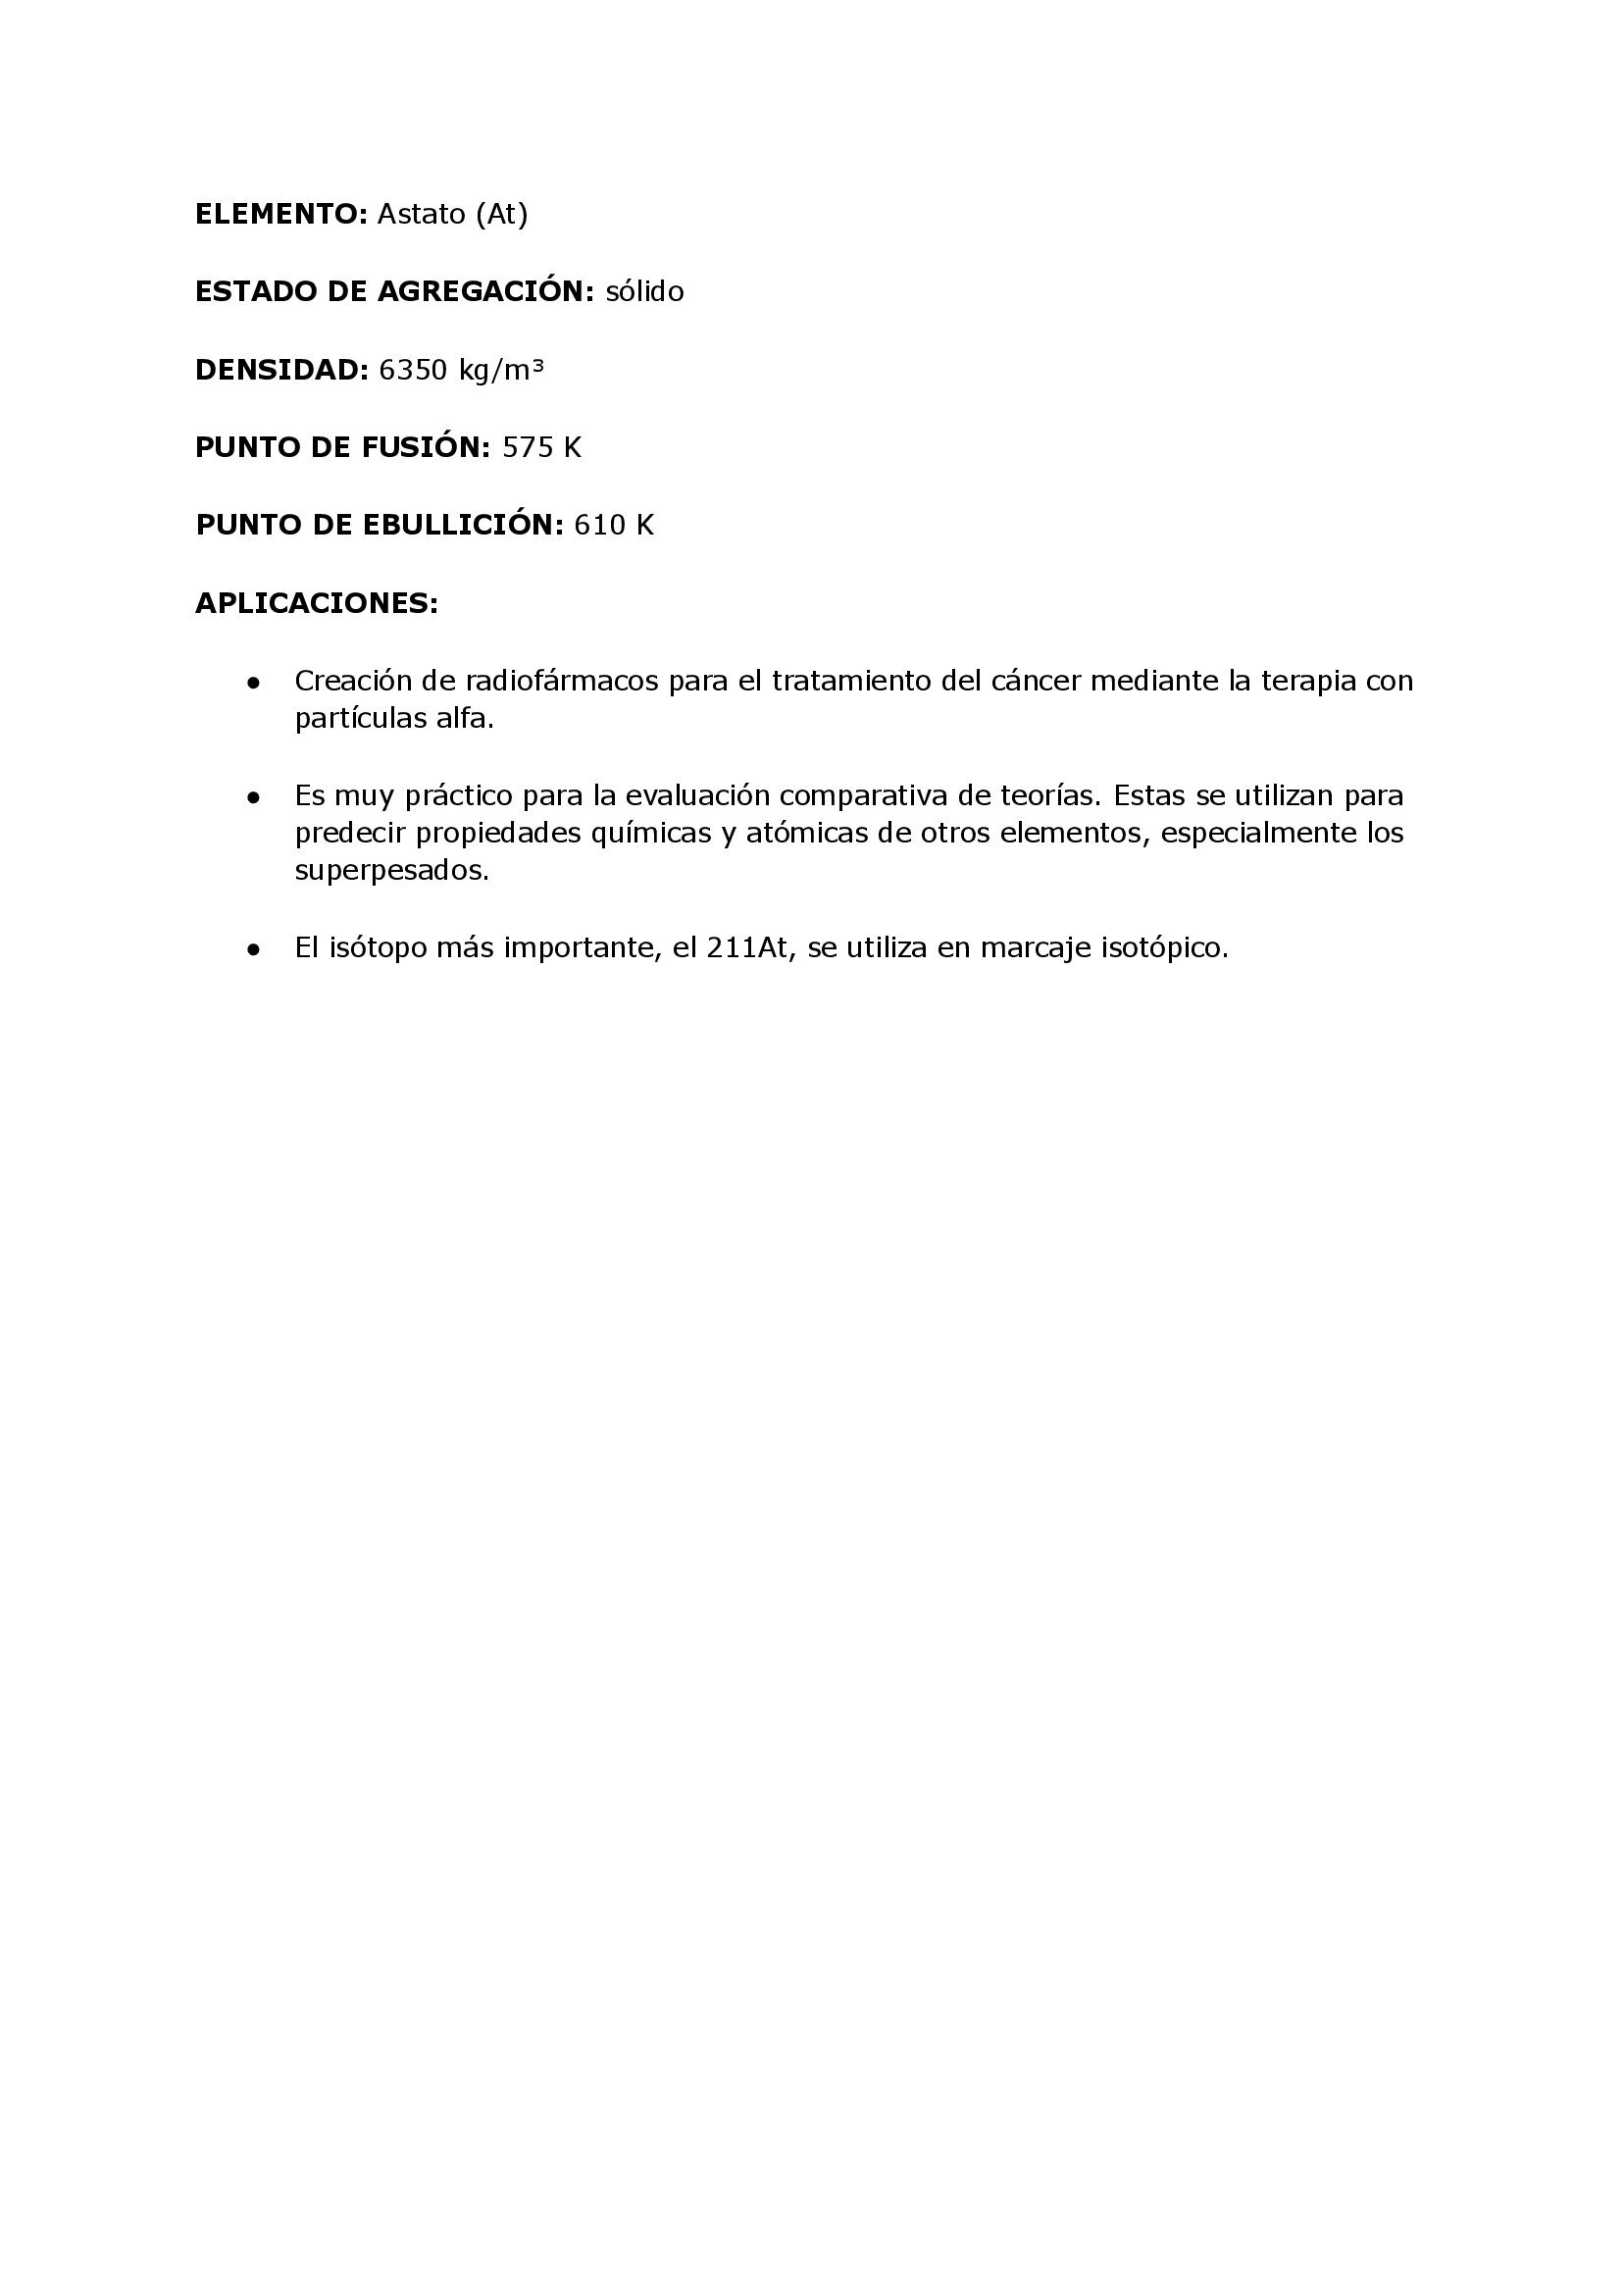 ELEMENTO: Astato (At)
ESTADO DE AGREGACIÓN: sólido
DENSIDAD: 6350 kg/m³
PUNTO DE FUSIÓN: 575 K
PUNTO DE EBULLICIÓN: 610 K
APLICACIONES:
● Creación de radiofármacos para el tratamiento del cáncer mediante la terapia con
partículas alfa.
● Es muy práctico para la evaluación comparativa de teorías. Estas se utilizan para
predecir propiedades químicas y atómicas de otros elementos, especialmente los
superpesados.
● El isótopo más importante, el 211At, se utiliza en marcaje isotópico.